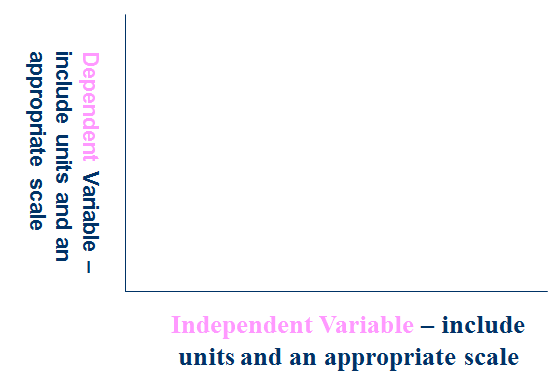 Dependent Variable –
include units and an
appropriate scale
Independent Variable – include
units and an appropriate scale